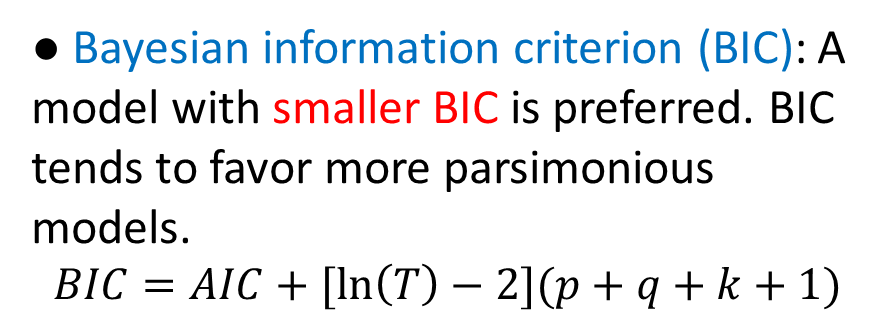 ● Bayesian information criterion (BIC): A
model with smaller BIC is preferred. BIC
tends to favor more parsimonious
models.
𝐵𝐼𝐶 = 𝐴𝐼𝐶 + [ln(𝑇) − 2](𝑝 + 𝑞 + 𝑘 + 1)